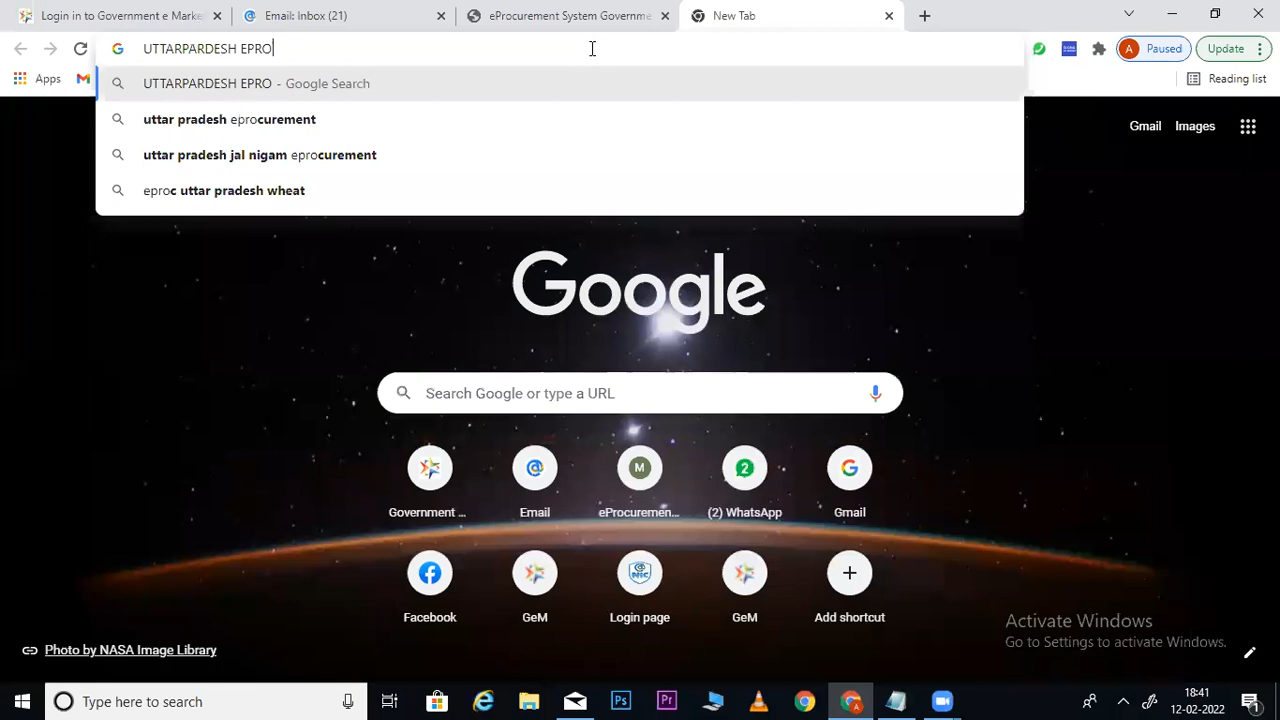 Login in to Government e Marke
Email: Inbox (21)
eProcurement System Governme
New Tab
UTTARPARDESH EPRO
A Paused
Update
Apps
Reading list
UTTARPARDESH EPRO - Google Search
uttar pradesh eprocurement
uttar pradesh jal nigam eprocurement
eproc uttar pradesh wheat
Gmail Images
Google
Search Google or type a URL
Government ...
Email
M
eProcuremen...
2
(2) WhatsApp
Gmail
Facebook
GeM
NIC
Login page
GeM
Add shortcut
Activate Windows
Go to Settings to activate Windows.
Photo by NASA Image Library
Type here to search
Ps
Pr
A
18:41
12-02-2022
1